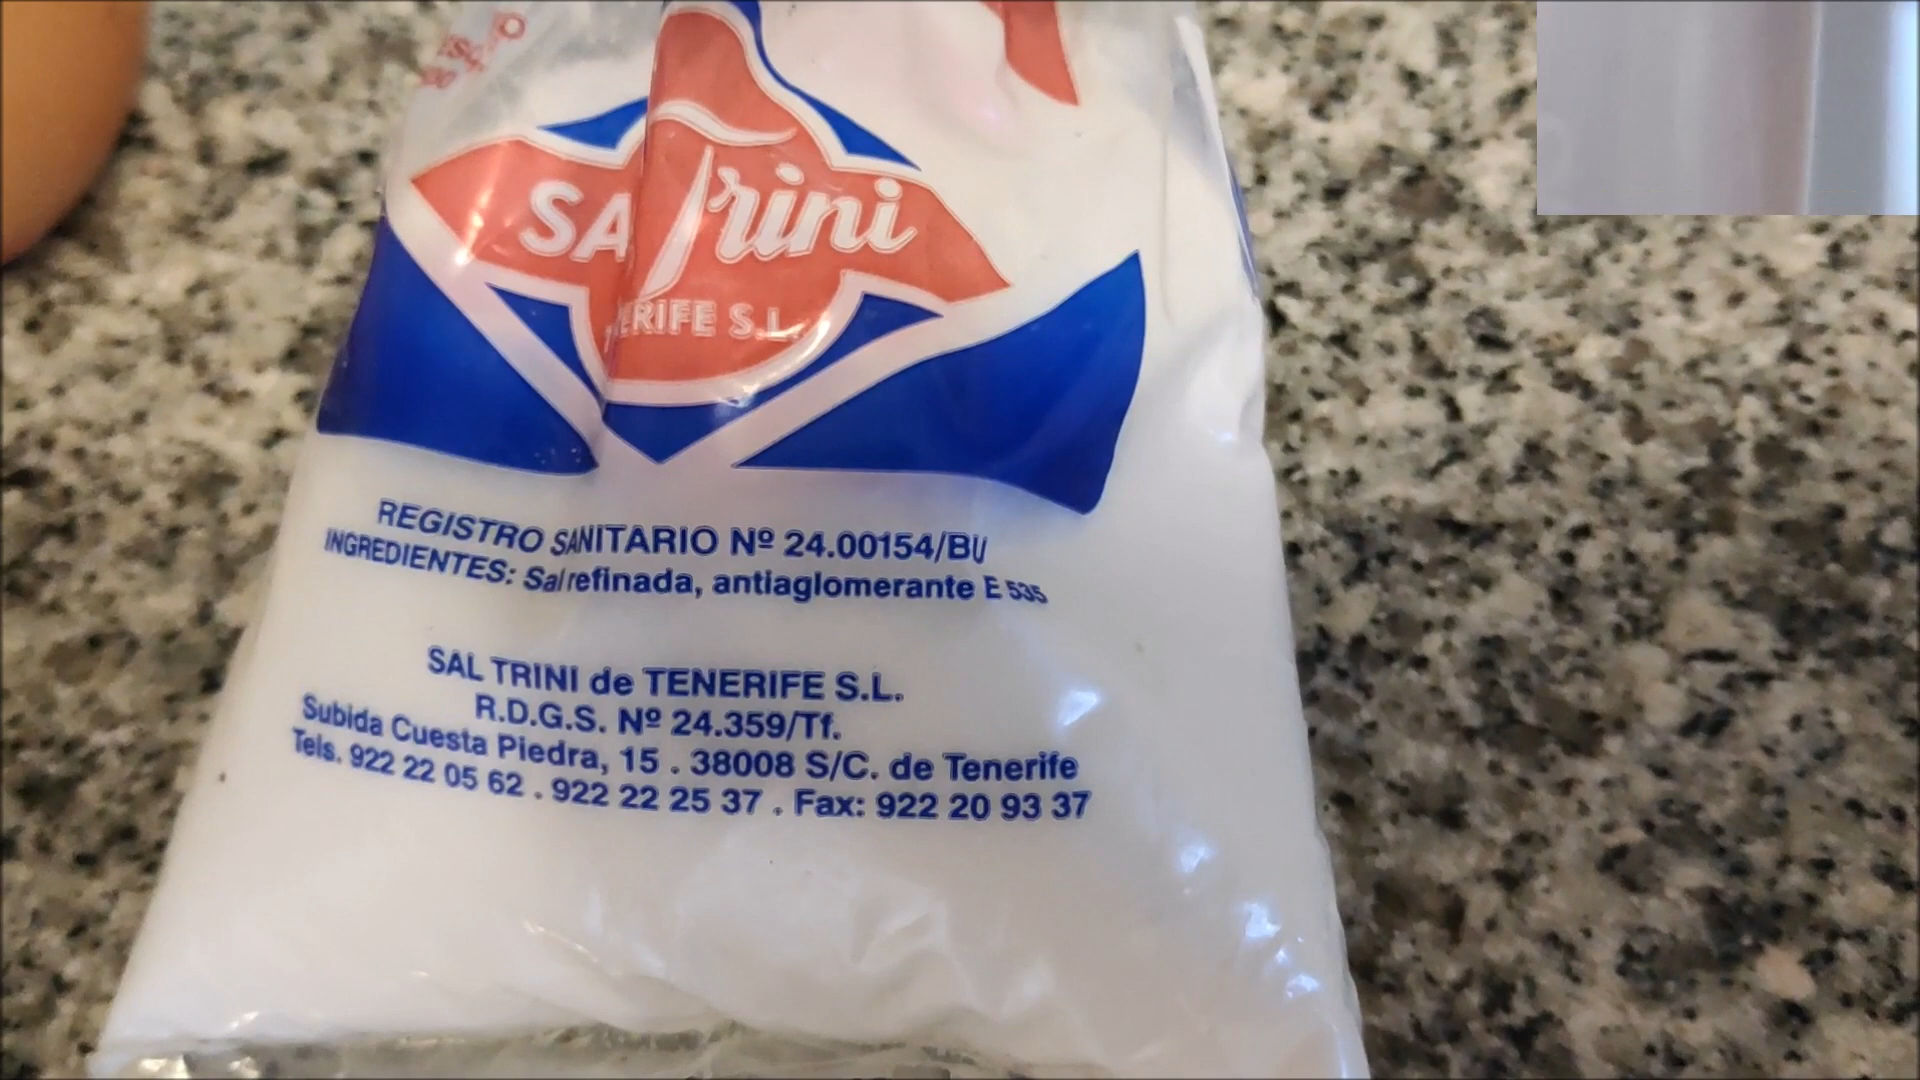 SA Trini
ERIFE S.L.
REGISTRO SANITARIO Nº 24.00154/BU
INGREDIENTES: Sal refinada, antiaglomerante E 535
SAL TRINI de TENERIFE S.L.
R.D.G.S. Nº 24.359/Tf.
Subida Cuesta Piedra, 15 . 38008 S/C. de Tenerife
Tels. 922 22 05 62 . 922 22 25 37 . Fax: 922 20 93 37